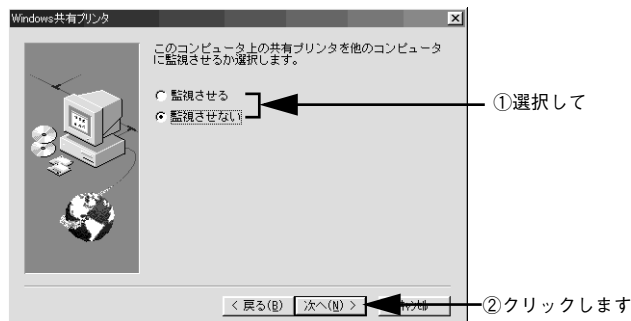 Windows共有プリンタ
このコンピュータ上の共有プリンタを他のコンピュータ
に監視させるか選択します。
監視させる
監視させない
①選択して
< 戻る(B)
次へ(N) >
②クリックします